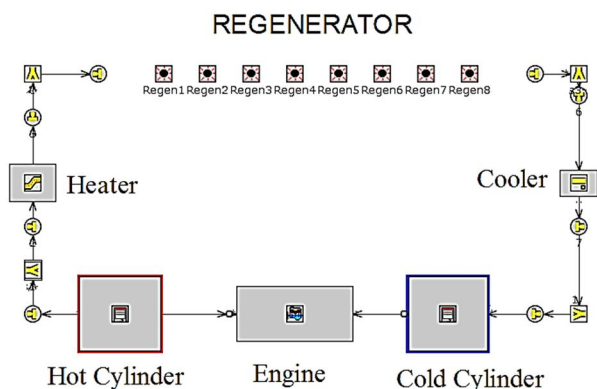 REGENERATOR
Regen1 Regen2 Regen3 Regen4 Regen5 Regen6 Regen7 Regen8
Heater
Cooler
Hot Cylinder
Engine
Cold Cylinder